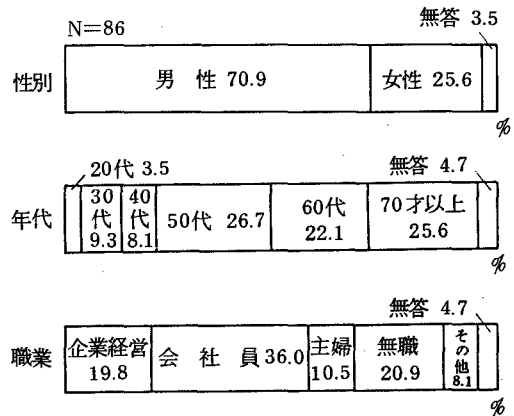 N=86
無答 3.5
性別
男 性 70.9
女性 25.6
%
20代 3.5
無答 4.7
年代
30代 9.3
40代 8.1
50代 26.7
60代 22.1
70才以上 25.6
%
無答 4.7
職業
企業経営 19.8
会 社 員 36.0
主婦 10.5
無職 20.9
その他 8.1
%